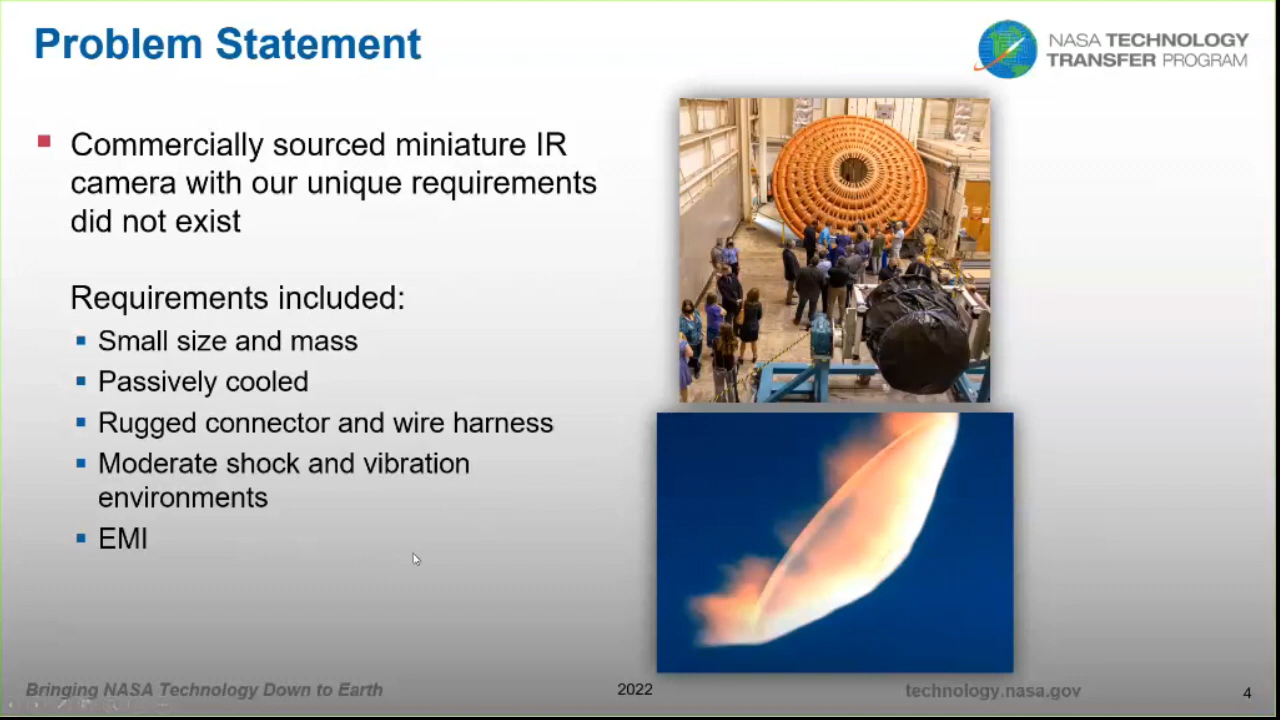 Problem Statement
NASA TECHNOLOGY
TRANSFER PROGRAM
Commercially sourced miniature IR
camera with our unique requirements
did not exist
Requirements included:
Small size and mass
Passively cooled
Rugged connector and wire harness
Moderate shock and vibration
environments
EMI
Bringing NASA Technology Down to Earth
2022
technology.nasa.gov
4